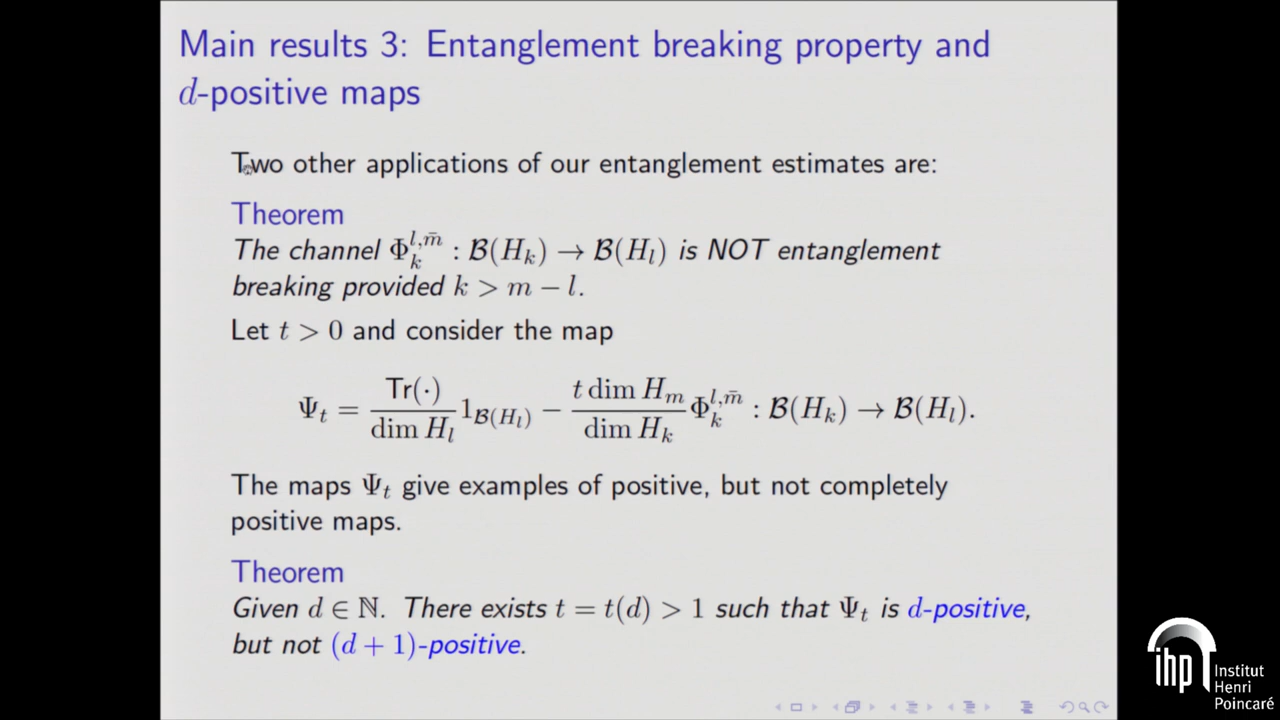 Main results 3: Entanglement breaking property and
d-positive maps
Two other applications of our entanglement estimates are:
Theorem
The channel Φ_k^{l,m̄} : 𝓑(H_k) → 𝓑(H_l) is NOT entanglement
breaking provided k > m − l.
Let t > 0 and consider the map
Ψ_t = Tr(·)/dim H_l 1_{𝓑(H_l)} − t dim H_m/dim H_k Φ_k^{l,m̄} : 𝓑(H_k) → 𝓑(H_l).
The maps Ψ_t give examples of positive, but not completely
positive maps.
Theorem
Given d ∈ ℕ. There exists t = t(d) > 1 such that Ψ_t is d-positive,
but not (d + 1)-positive.
ihp
Institut
Henri
Poincaré